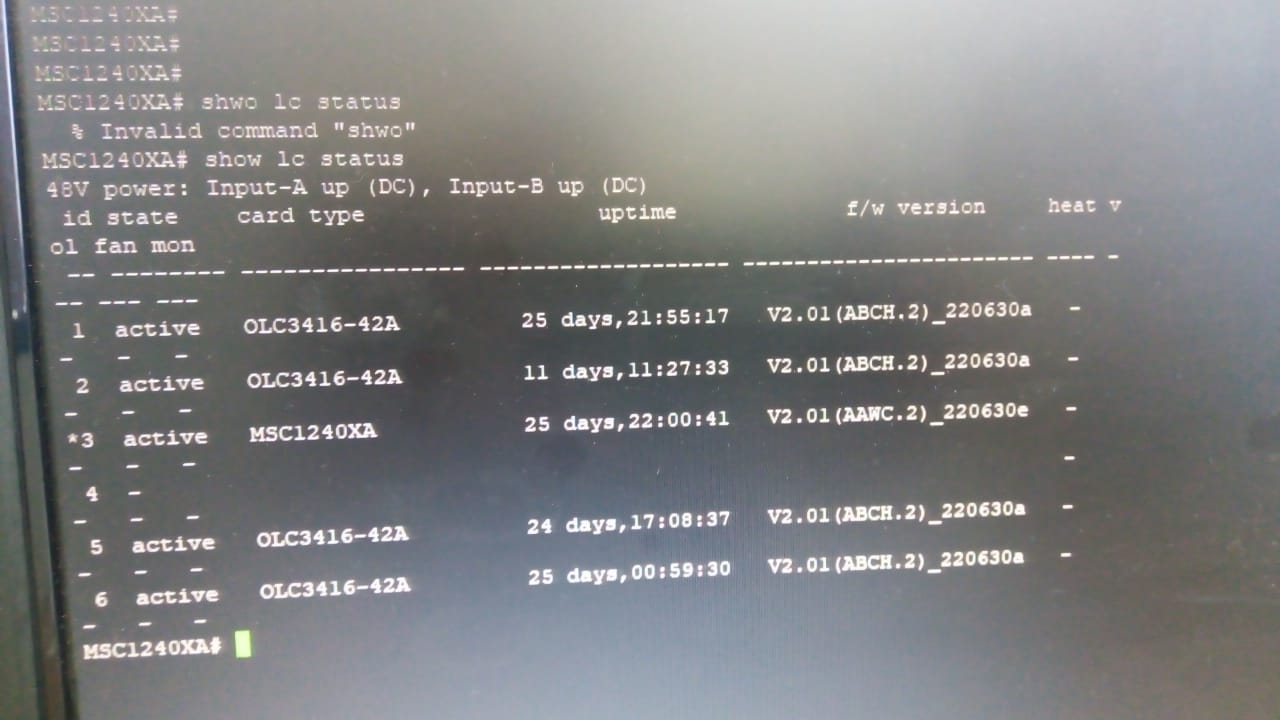 MSC1240XA#
MSC1240XA#
MSC1240XA#
MSC1240XA# shwo lc status
% Invalid command "shwo"
MSC1240XA# show lc status
48V power: Input-A up (DC), Input-B up (DC)
id state card type uptime f/w version heat v
ol fan mon
-- -------- ----------------- ------------------- ---------------------- ---- -
-- --- ---
1 active OLC3416-42A 25 days,21:55:17 V2.01(ABCH.2)_220630a -
- - -
2 active OLC3416-42A 11 days,11:27:33 V2.01(ABCH.2)_220630a -
- - -
*3 active MSC1240XA 25 days,22:00:41 V2.01(AAWC.2)_220630e -
- - -
4 - -
- - -
5 active OLC3416-42A 24 days,17:08:37 V2.01(ABCH.2)_220630a -
- - -
6 active OLC3416-42A 25 days,00:59:30 V2.01(ABCH.2)_220630a -
- - -
MSC1240XA#